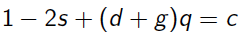 1 − 2s + (d + g)q = c